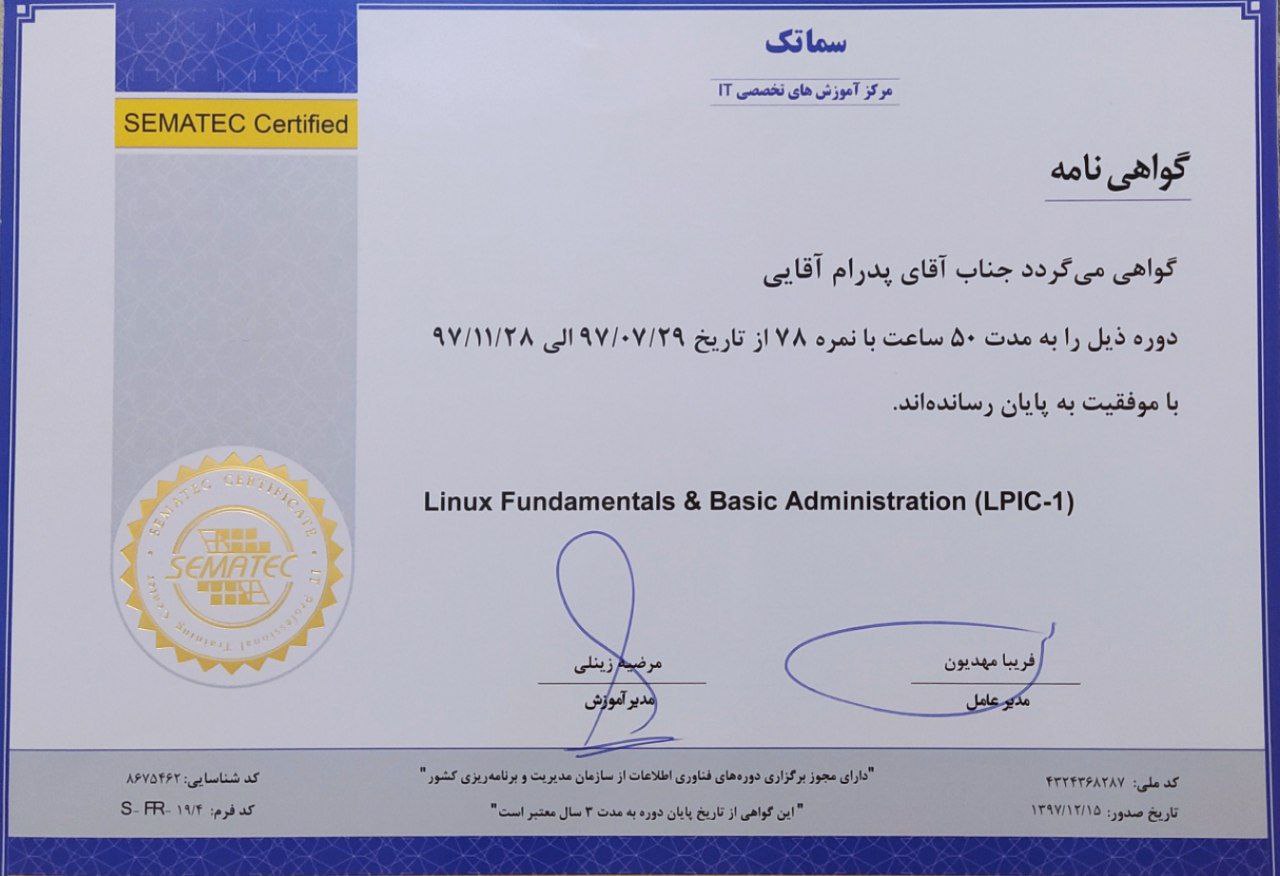 سماتک
مرکز آموزش های تخصصی IT
SEMATEC Certified
گواهی نامه
گواهی می‌گردد جناب آقای پدرام آقایی
دوره ذیل را به مدت ۵۰ ساعت با نمره ۷۸ از تاریخ ۹۷/۰۷/۲۹ الی ۹۷/۱۱/۲۸
با موفقیت به پایان رسانده‌اند.
Linux Fundamentals & Basic Administration (LPIC-1)
SEMATEC CERTIFICATE • IT Professional Training Center •
SEMATEC
فریبا مهدیون
مدیر عامل
مرضیه زینلی
مدیر آموزش
کد ملی: ۴۳۲۴۳۶۸۲۸۷
تاریخ صدور: ۱۳۹۷/۱۲/۱۵
"دارای مجوز برگزاری دوره‌های فناوری اطلاعات از سازمان مدیریت و برنامه‌ریزی کشور"
"این گواهی از تاریخ پایان دوره به مدت ۳ سال معتبر است"
کد شناسایی: ۸۶۷۵۴۶۲
کد فرم: S- FR- ۱۹/۴